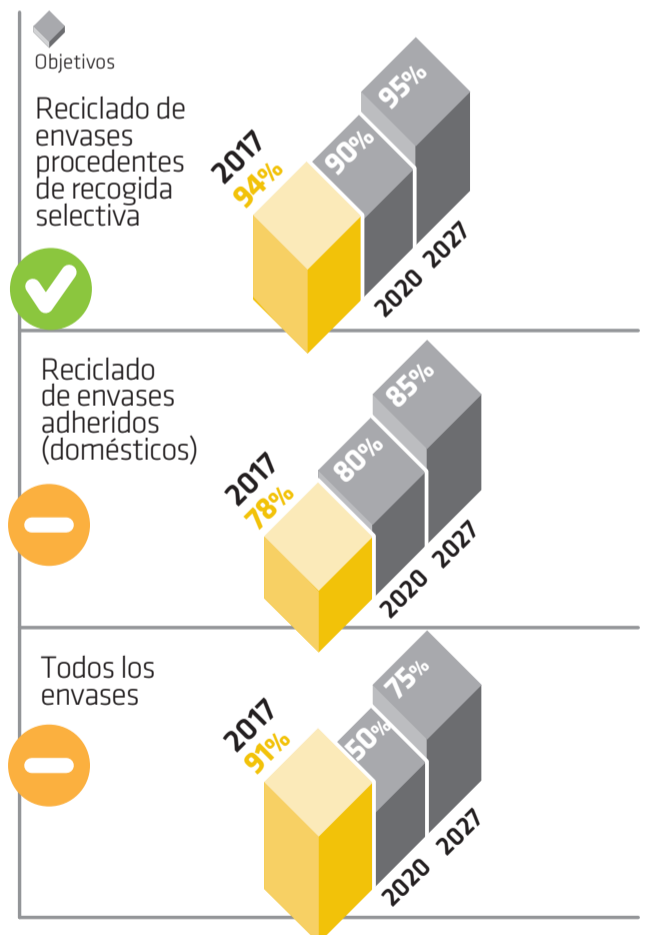 Objetivos
Reciclado de
envases
procedentes
de recogida
selectiva
2017
94%
90%
95%
2020
2027
Reciclado
de envases
adheridos
(domésticos)
2017
78%
80%
85%
2020
2027
Todos los
envases
2017
91%
50%
75%
2020
2027